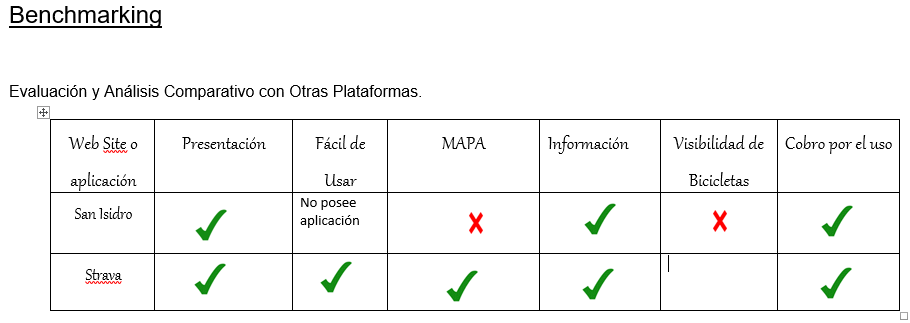 Benchmarking
Evaluación y Análisis Comparativo con Otras Plataformas.
Web Site o aplicación
Presentación
Fácil de Usar
MAPA
Información
Visibilidad de Bicicletas
Cobro por el uso
San Isidro
No posee aplicación
Strava